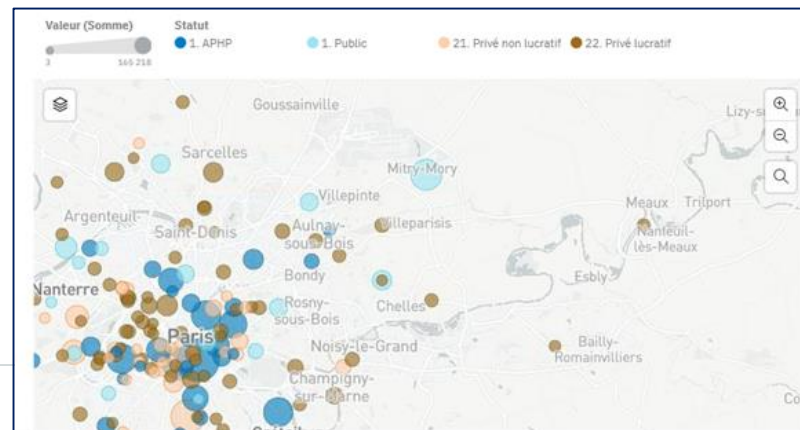 Valeur (Somme)
3
165 218
Statut
1. APHP
1. Public
21. Privé non lucratif
22. Privé lucratif
Goussainville
Sarcelles
Mitry-Mory
Villepinte
Argenteuil
Saint-Denis
Aulnay-
sous-Bois
Villeparisis
Meaux
Trilport
Nanteuil-
lès-Meaux
Esbly
Bondy
Nanterre
Rosny-
sous-Bois
Chelles
Paris
Noisy-le-Grand
Bailly-
Romainvilliers
Champigny-
sur-Marne